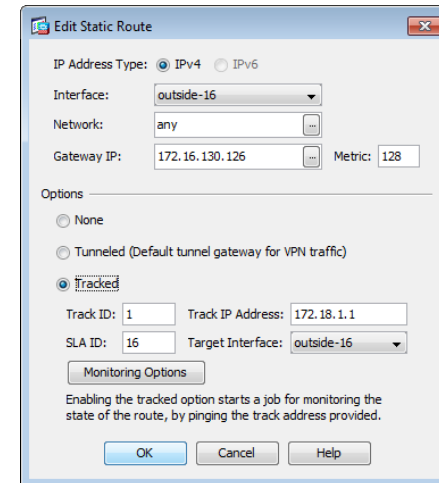 Edit Static Route
IP Address Type: IPv4 IPv6
Interface: outside-16
Network: any ...
Gateway IP: 172.16.130.126 ... Metric: 128
Options
None
Tunneled (Default tunnel gateway for VPN traffic)
Tracked
Track ID: 1 Track IP Address: 172.18.1.1
SLA ID: 16 Target Interface: outside-16
Monitoring Options
Enabling the tracked option starts a job for monitoring the
state of the route, by pinging the track address provided.
OK Cancel Help